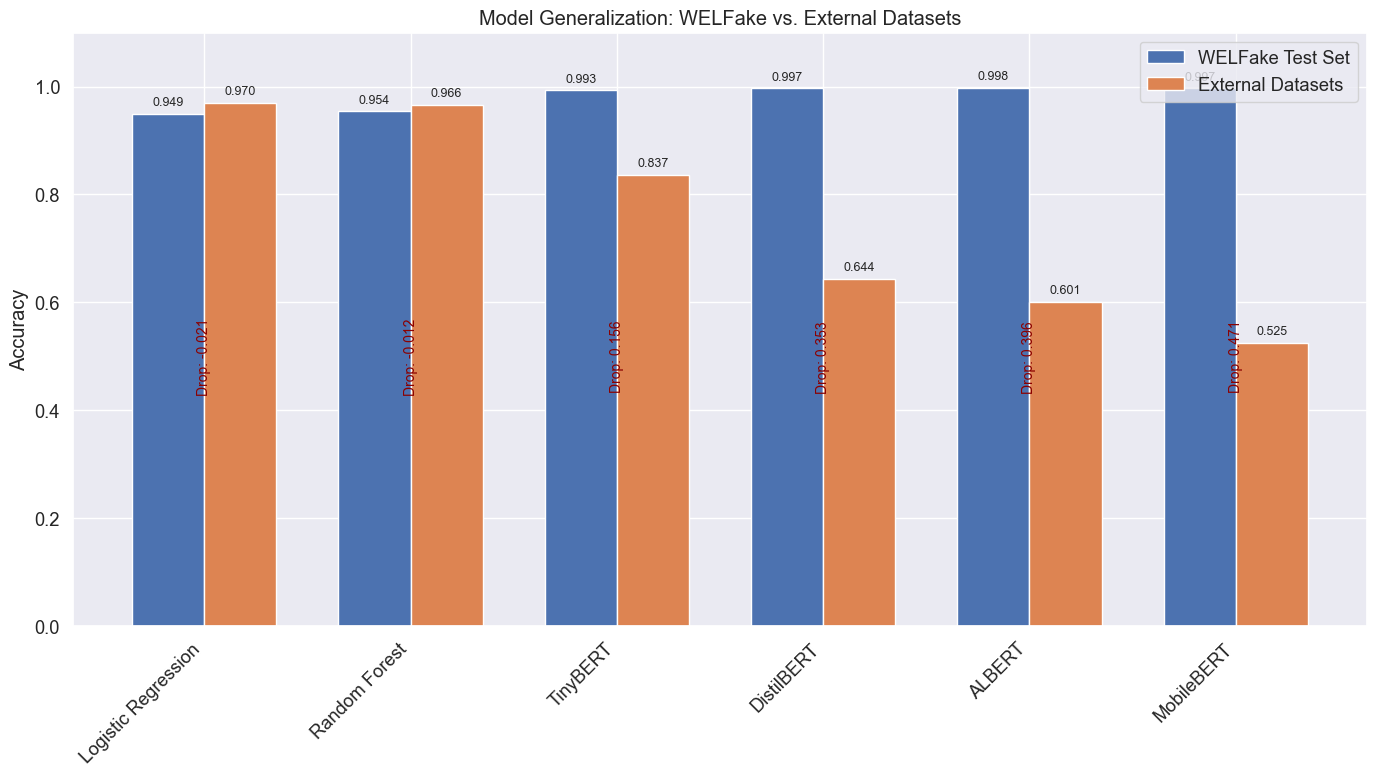 Model Generalization: WELFake vs. External Datasets
WELFake Test Set
External Datasets
Accuracy
1.0
0.8
0.6
0.4
0.2
0.0
0.949
0.970
0.954
0.966
0.993
0.837
0.997
0.644
0.998
0.601
0.997
0.525
Drop: -0.021
Drop: -0.012
Drop: 0.156
Drop: 0.353
Drop: 0.396
Drop: 0.471
Logistic Regression
Random Forest
TinyBERT
DistilBERT
ALBERT
MobileBERT